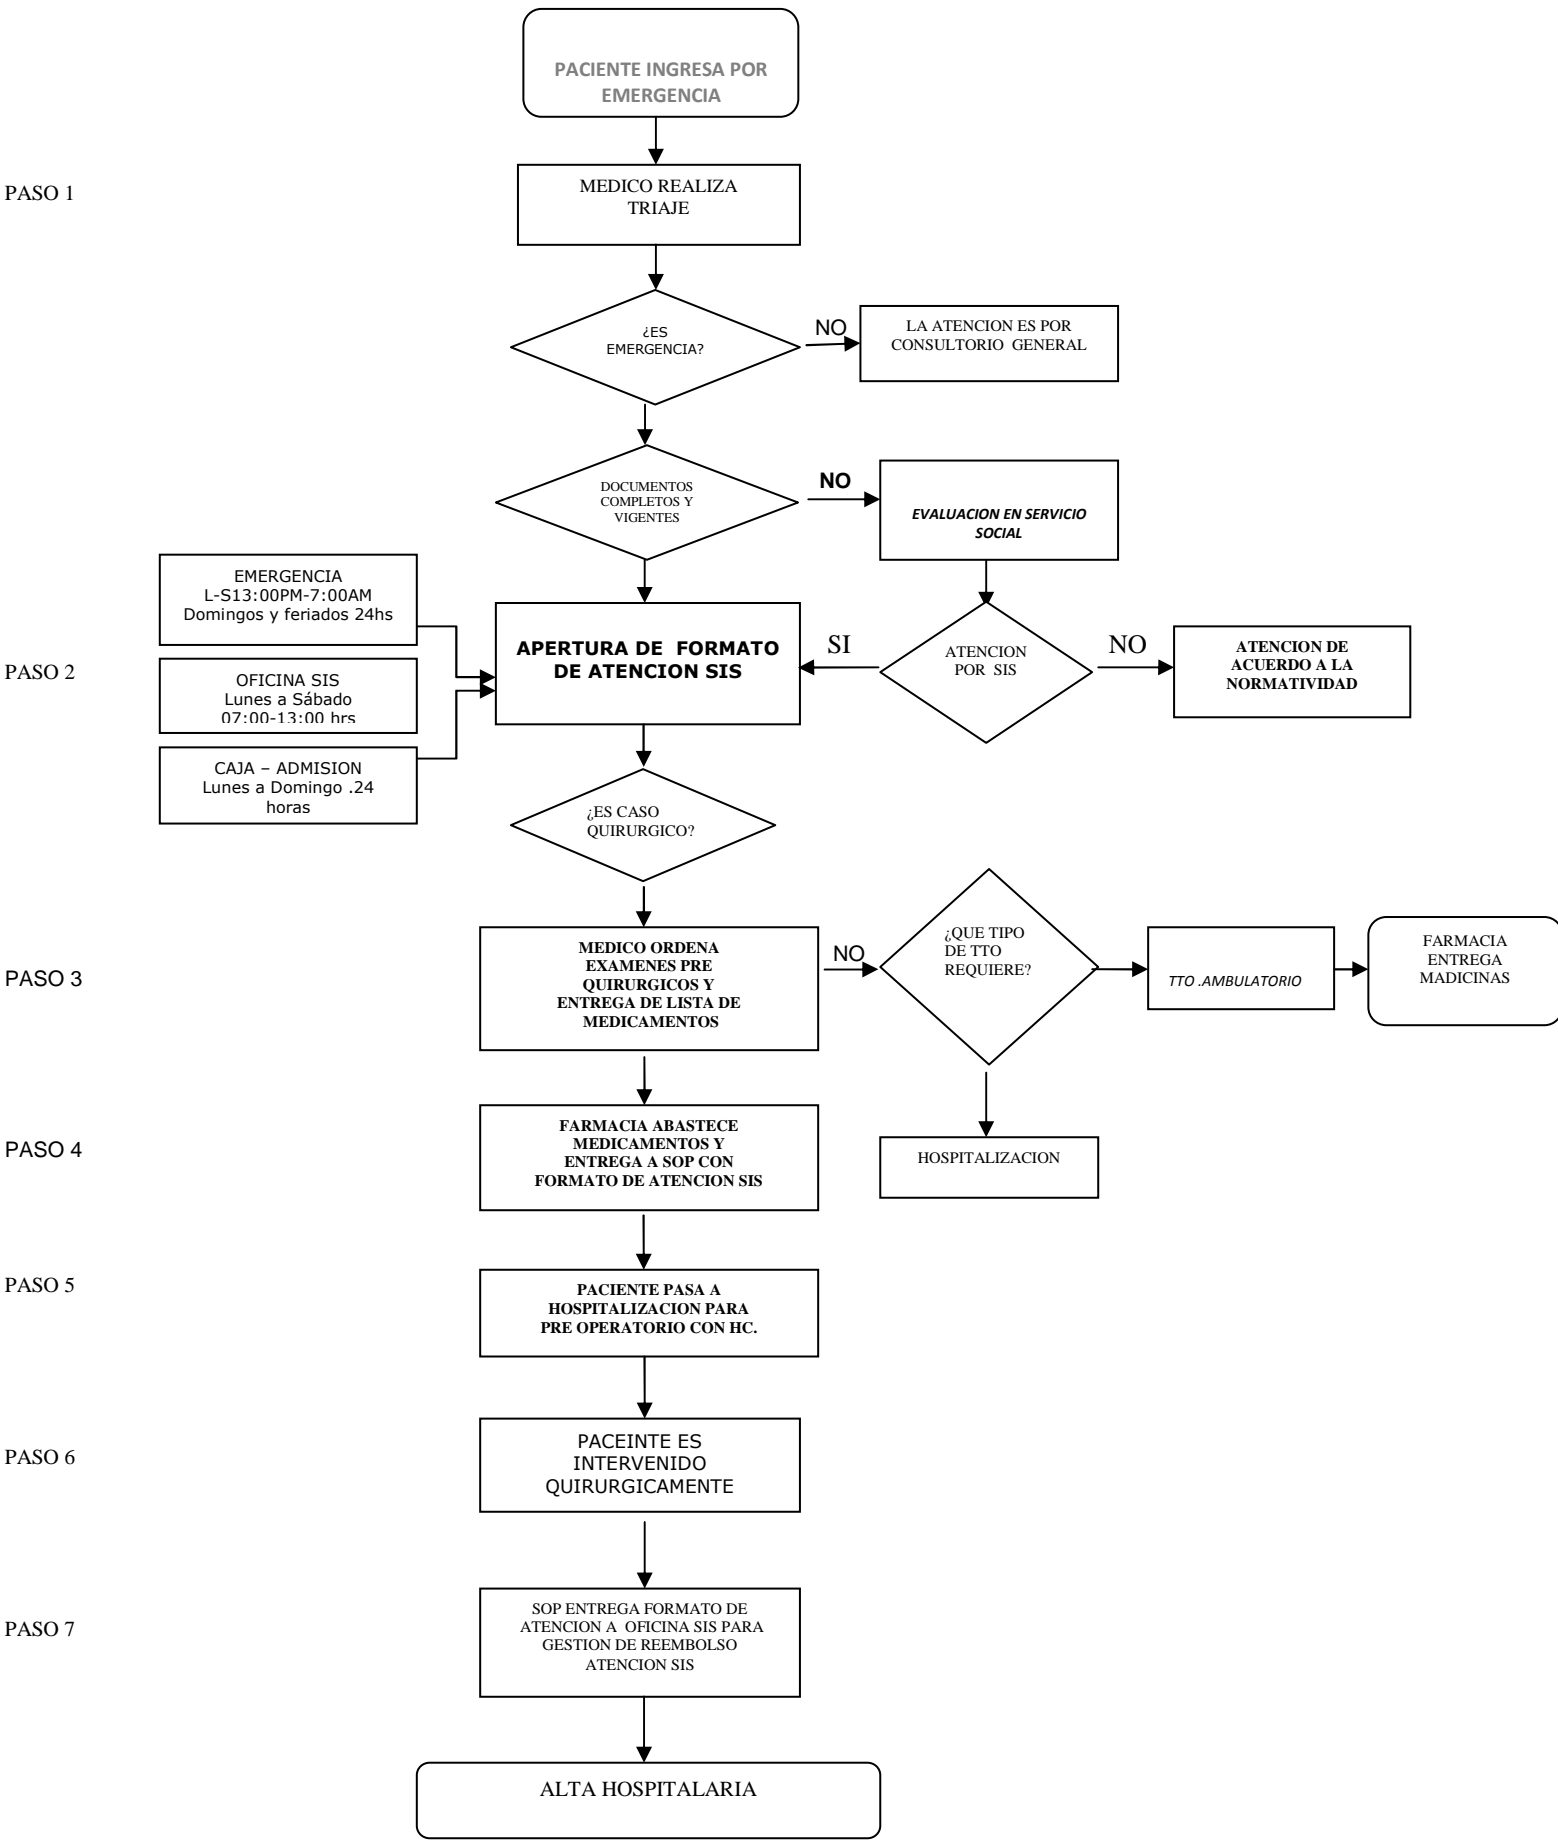 PACIENTE INGRESA POR
EMERGENCIA
PASO 1
MEDICO REALIZA
TRIAJE
¿ES
EMERGENCIA?
NO
LA ATENCION ES POR
CONSULTORIO GENERAL
DOCUMENTOS
COMPLETOS Y
VIGENTES
NO
EVALUACION EN SERVICIO
SOCIAL
EMERGENCIA
L-S13:00PM-7:00AM
Domingos y feriados 24hs
PASO 2
OFICINA SIS
Lunes a Sábado
07:00-13:00 hrs
CAJA – ADMISION
Lunes a Domingo .24
horas
APERTURA DE FORMATO
DE ATENCION SIS
SI
ATENCION
POR SIS
NO
ATENCION DE
ACUERDO A LA
NORMATIVIDAD
¿ES CASO
QUIRURGICO?
PASO 3
MEDICO ORDENA
EXAMENES PRE
QUIRURGICOS Y
ENTREGA DE LISTA DE
MEDICAMENTOS
NO
¿QUE TIPO
DE TTO
REQUIERE?
TTO .AMBULATORIO
FARMACIA
ENTREGA
MADICINAS
PASO 4
FARMACIA ABASTECE
MEDICAMENTOS Y
ENTREGA A SOP CON
FORMATO DE ATENCION SIS
HOSPITALIZACION
PASO 5
PACIENTE PASA A
HOSPITALIZACION PARA
PRE OPERATORIO CON HC.
PASO 6
PACEINTE ES
INTERVENIDO
QUIRURGICAMENTE
PASO 7
SOP ENTREGA FORMATO DE
ATENCION A OFICINA SIS PARA
GESTION DE REEMBOLSO
ATENCION SIS
ALTA HOSPITALARIA